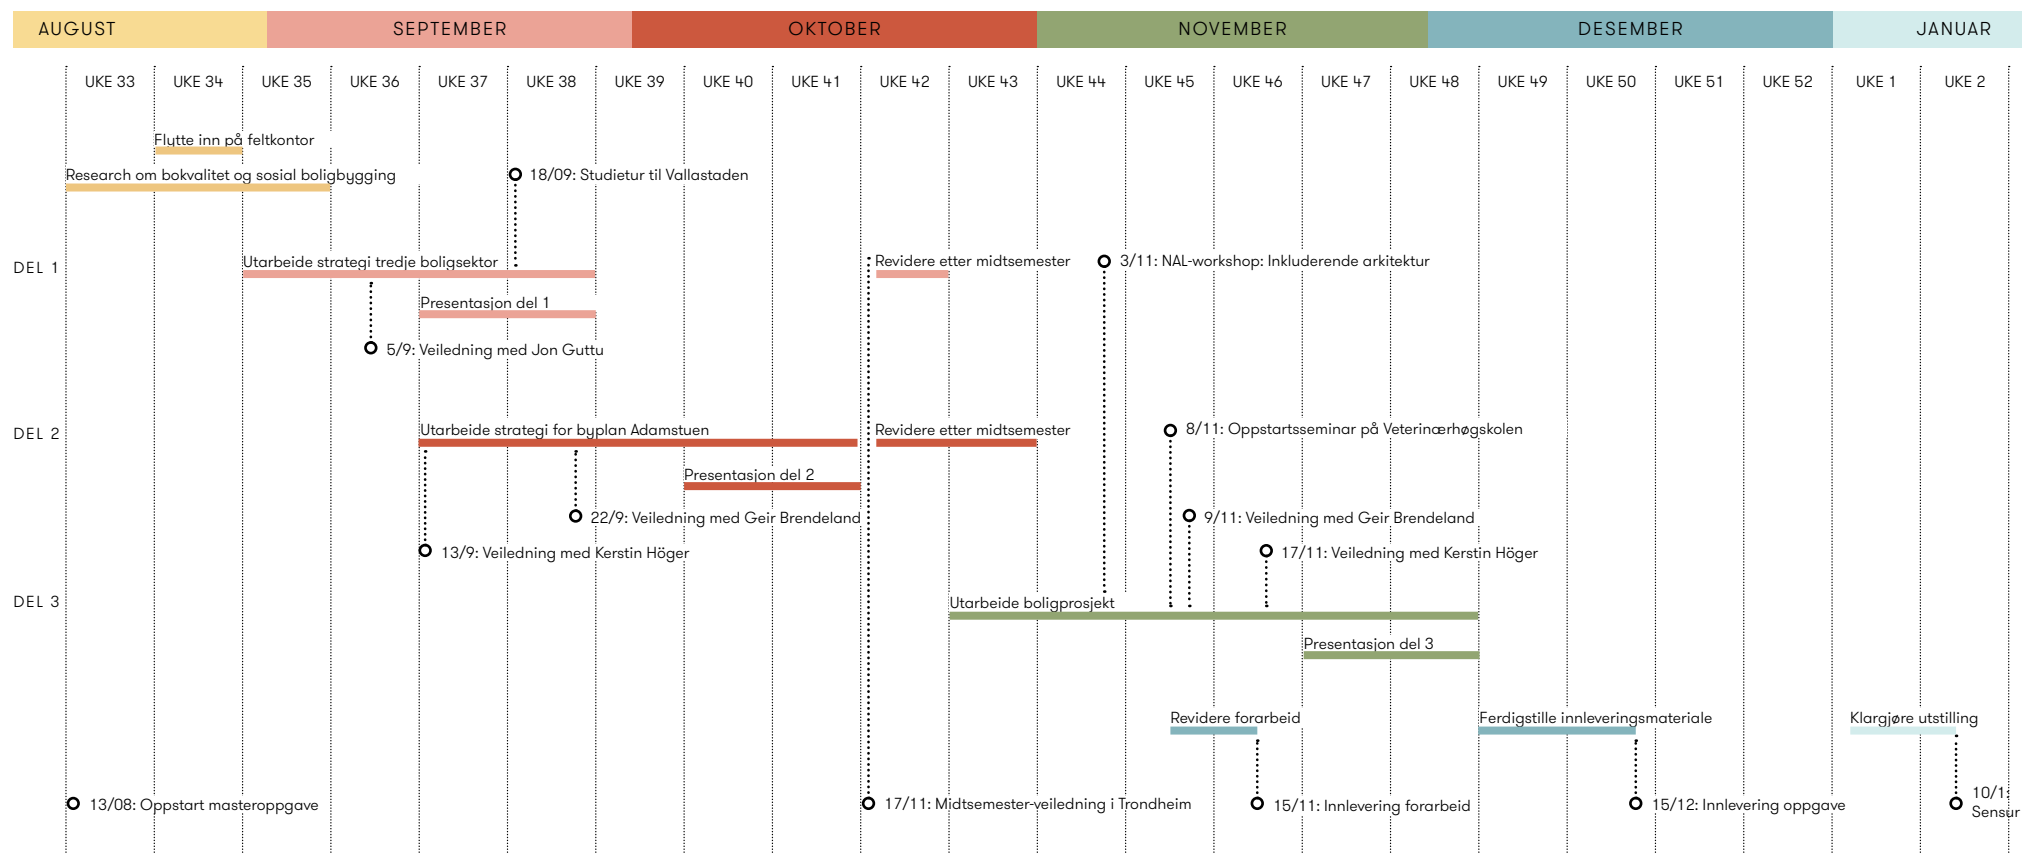 AUGUST SEPTEMBER OKTOBER NOVEMBER DESEMBER JANUAR
UKE 33 UKE 34 UKE 35 UKE 36 UKE 37 UKE 38 UKE 39 UKE 40 UKE 41 UKE 42 UKE 43 UKE 44 UKE 45 UKE 46 UKE 47 UKE 48 UKE 49 UKE 50 UKE 51 UKE 52 UKE 1 UKE 2
Flytte inn på feltkontor
Research om bokvalitet og sosial boligbygging
18/09: Studietur til Vallastaden
DEL 1
Utarbeide strategi tredje boligsektor
Revidere etter midtsemester
3/11: NAL-workshop: Inkluderende arkitektur
Presentasjon del 1
5/9: Veiledning med Jon Guttu
DEL 2
Utarbeide strategi for byplan Adamstuen
Revidere etter midtsemester
8/11: Oppstartsseminar på Veterinærhøgskolen
Presentasjon del 2
22/9: Veiledning med Geir Brendeland
9/11: Veiledning med Geir Brendeland
13/9: Veiledning med Kerstin Höger
17/11: Veiledning med Kerstin Höger
DEL 3
Utarbeide boligprosjekt
Presentasjon del 3
Revidere forarbeid
Ferdigstille innleveringsmateriale
Klargjøre utstilling
13/08: Oppstart masteroppgave
17/11: Midtsemester-veiledning i Trondheim
15/11: Innlevering forarbeid
15/12: Innlevering oppgave
10/1:
Sensur